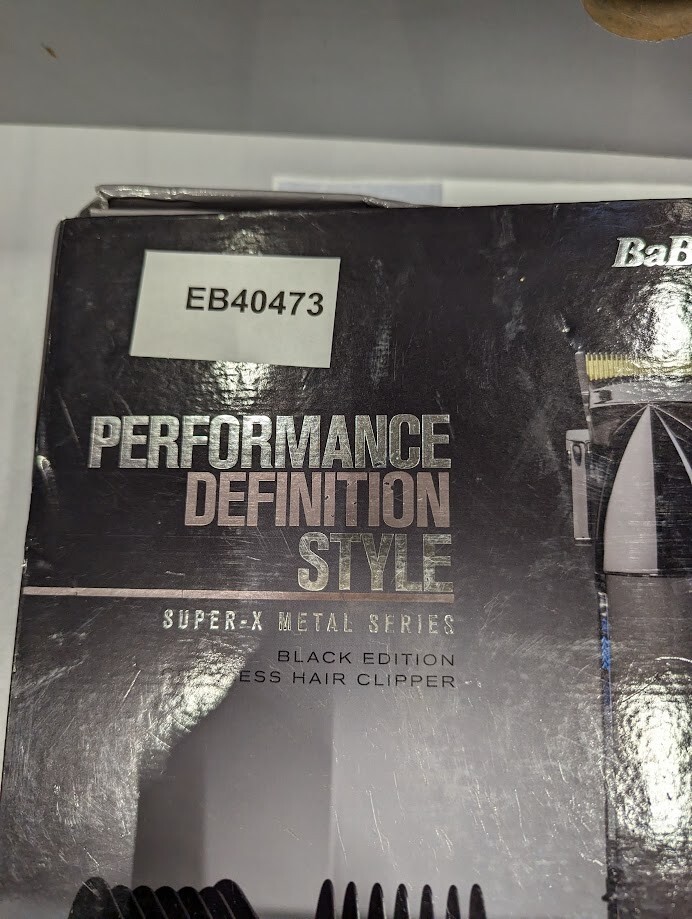 BaB
EB40473
PERFORMANCE
DEFINITION
STYLE
SUPER-X METAL SERIES
BLACK EDITION
ESS HAIR CLIPPER